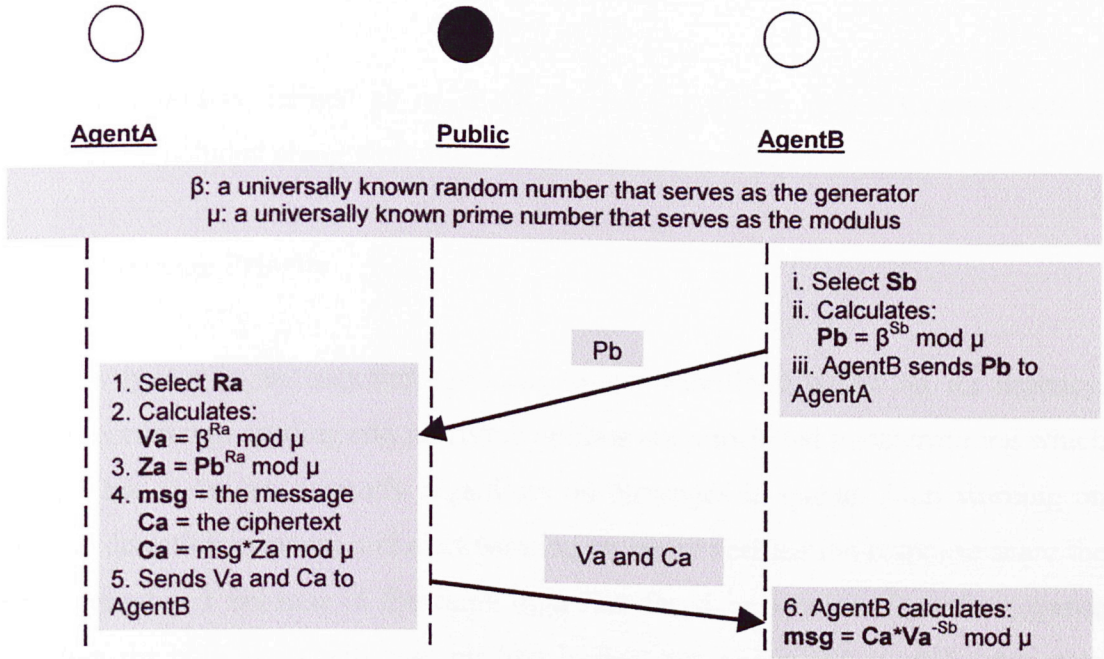 AgentA
Public
AgentB
β: a universally known random number that serves as the generator
μ: a universally known prime number that serves as the modulus
i. Select Sb
ii. Calculates:
Pb = β^Sb mod μ
iii. AgentB sends Pb to
AgentA
Pb
1. Select Ra
2. Calculates:
Va = β^Ra mod μ
3. Za = Pb^Ra mod μ
4. msg = the message
Ca = the ciphertext
Ca = msg*Za mod μ
5. Sends Va and Ca to
AgentB
Va and Ca
6. AgentB calculates:
msg = Ca*Va^-Sb mod μ